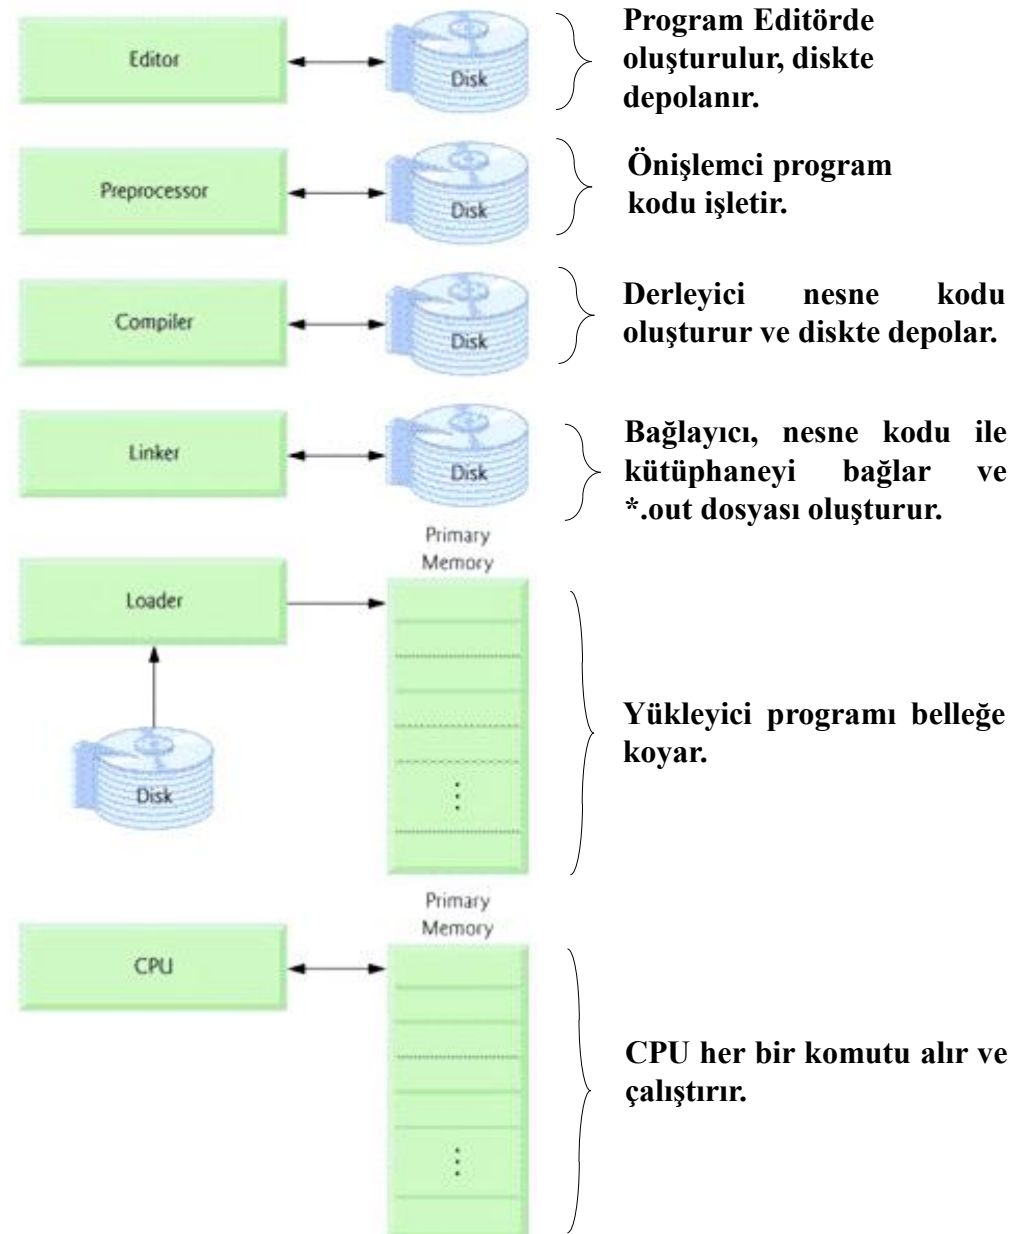 Editor
Disk
Program Editörde
oluşturulur, diskte
depolanır.
Preprocessor
Disk
Önişlemci program
kodu işletir.
Compiler
Disk
Derleyici nesne kodu
oluşturur ve diskte depolar.
Linker
Disk
Bağlayıcı, nesne kodu ile
kütüphaneyi bağlar ve
*.out dosyası oluşturur.
Primary
Memory
Loader
Disk
Yükleyici programı belleğe
koyar.
Primary
Memory
CPU
CPU her bir komutu alır ve
çalıştırır.